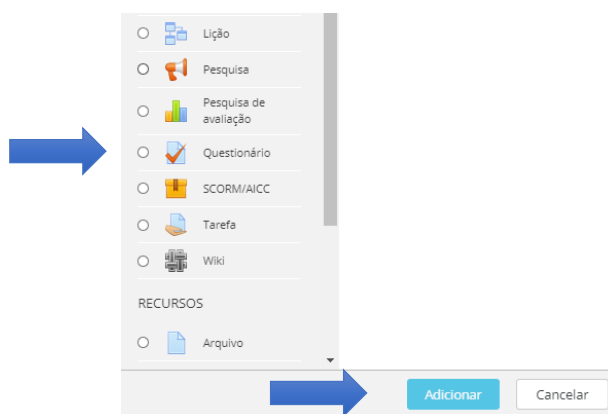 Lição
Pesquisa
Pesquisa de
avaliação
Questionário
SCORM/AICC
Tarefa
Wiki
RECURSOS
Arquivo
Adicionar
Cancelar